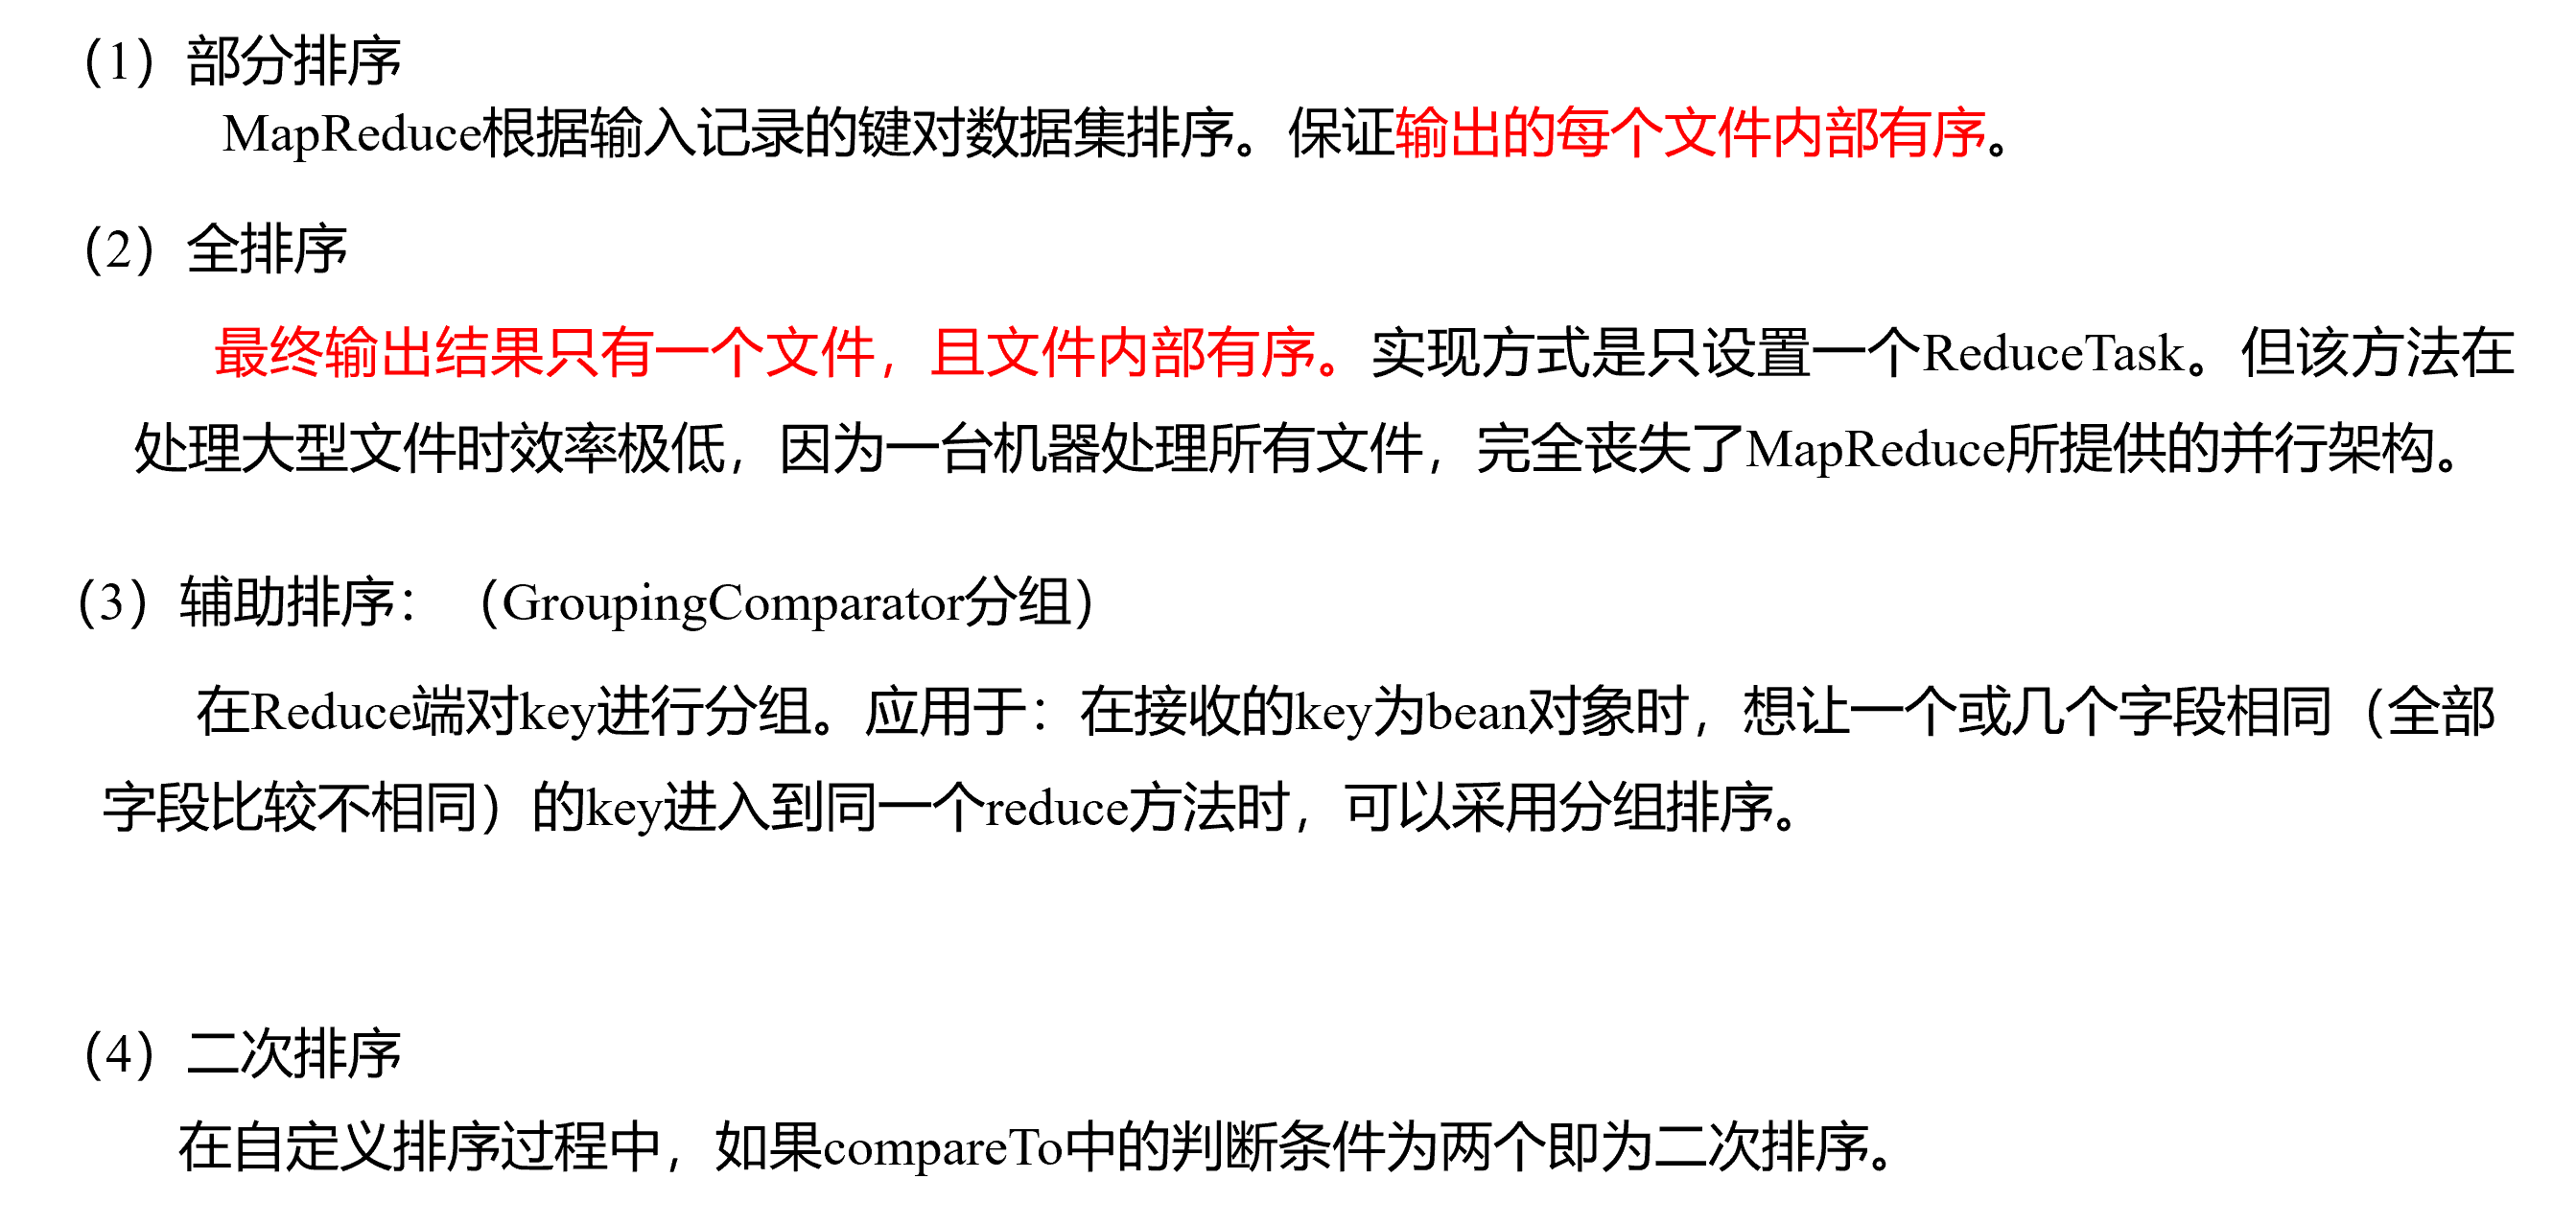 （1）部分排序
MapReduce根据输入记录的键对数据集排序。保证输出的每个文件内部有序。
（2）全排序
最终输出结果只有一个文件，且文件内部有序。实现方式是只设置一个ReduceTask。但该方法在
处理大型文件时效率极低，因为一台机器处理所有文件，完全丧失了MapReduce所提供的并行架构。
（3）辅助排序：（GroupingComparator分组）
在Reduce端对key进行分组。应用于：在接收的key为bean对象时，想让一个或几个字段相同（全部
字段比较不相同）的key进入到同一个reduce方法时，可以采用分组排序。
（4）二次排序
在自定义排序过程中，如果compareTo中的判断条件为两个即为二次排序。